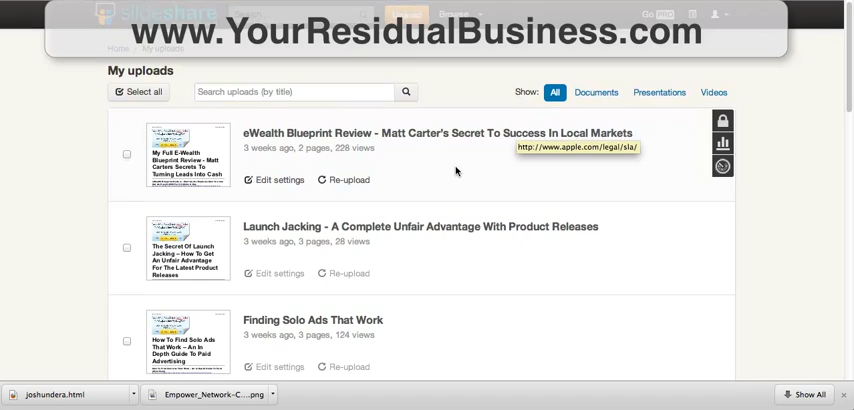 slideshare
Search
Upload
Browse
Go PRO
www.YourResidualBusiness.com
Home
My uploads
My uploads
Select all
Search uploads (by title)
Show:
All
Documents
Presentations
Videos
My Full E-Wealth
Blueprint Review - Matt
Carters Secrets To
Turning Leads Into Cash
eWealth Blueprint Review - Matt Carter's Secret To Success In Local Markets
3 weeks ago, 2 pages, 228 views
http://www.apple.com/legal/sla/
Edit settings
Re-upload
The Secret Of Launch
Jacking – How To Get
An Unfair Advantage
For The Latest Product
Releases
Launch Jacking - A Complete Unfair Advantage With Product Releases
3 weeks ago, 3 pages, 28 views
Edit settings
Re-upload
How To Find Solo Ads
That Work – An In
Depth Guide To Paid
Advertising
Finding Solo Ads That Work
3 weeks ago, 3 pages, 124 views
Edit settings
Re-upload
joshundera.html
Empower_Network-C....png
Show All